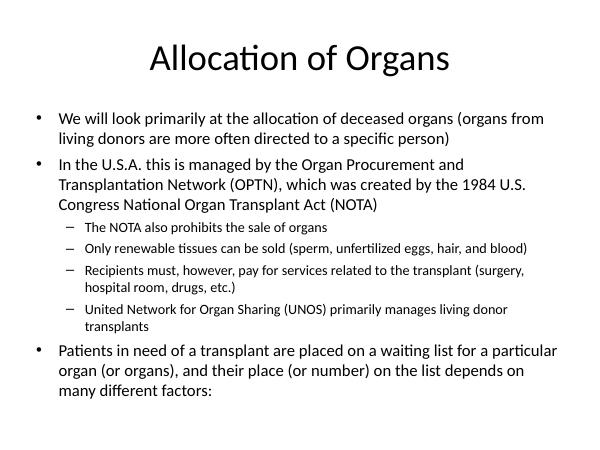 Allocation of Organs
• We will look primarily at the allocation of deceased organs (organs from
living donors are more often directed to a specific person)
• In the U.S.A. this is managed by the Organ Procurement and
Transplantation Network (OPTN), which was created by the 1984 U.S.
Congress National Organ Transplant Act (NOTA)
– The NOTA also prohibits the sale of organs
– Only renewable tissues can be sold (sperm, unfertilized eggs, hair, and blood)
– Recipients must, however, pay for services related to the transplant (surgery,
hospital room, drugs, etc.)
– United Network for Organ Sharing (UNOS) primarily manages living donor
transplants
• Patients in need of a transplant are placed on a waiting list for a particular
organ (or organs), and their place (or number) on the list depends on
many different factors: